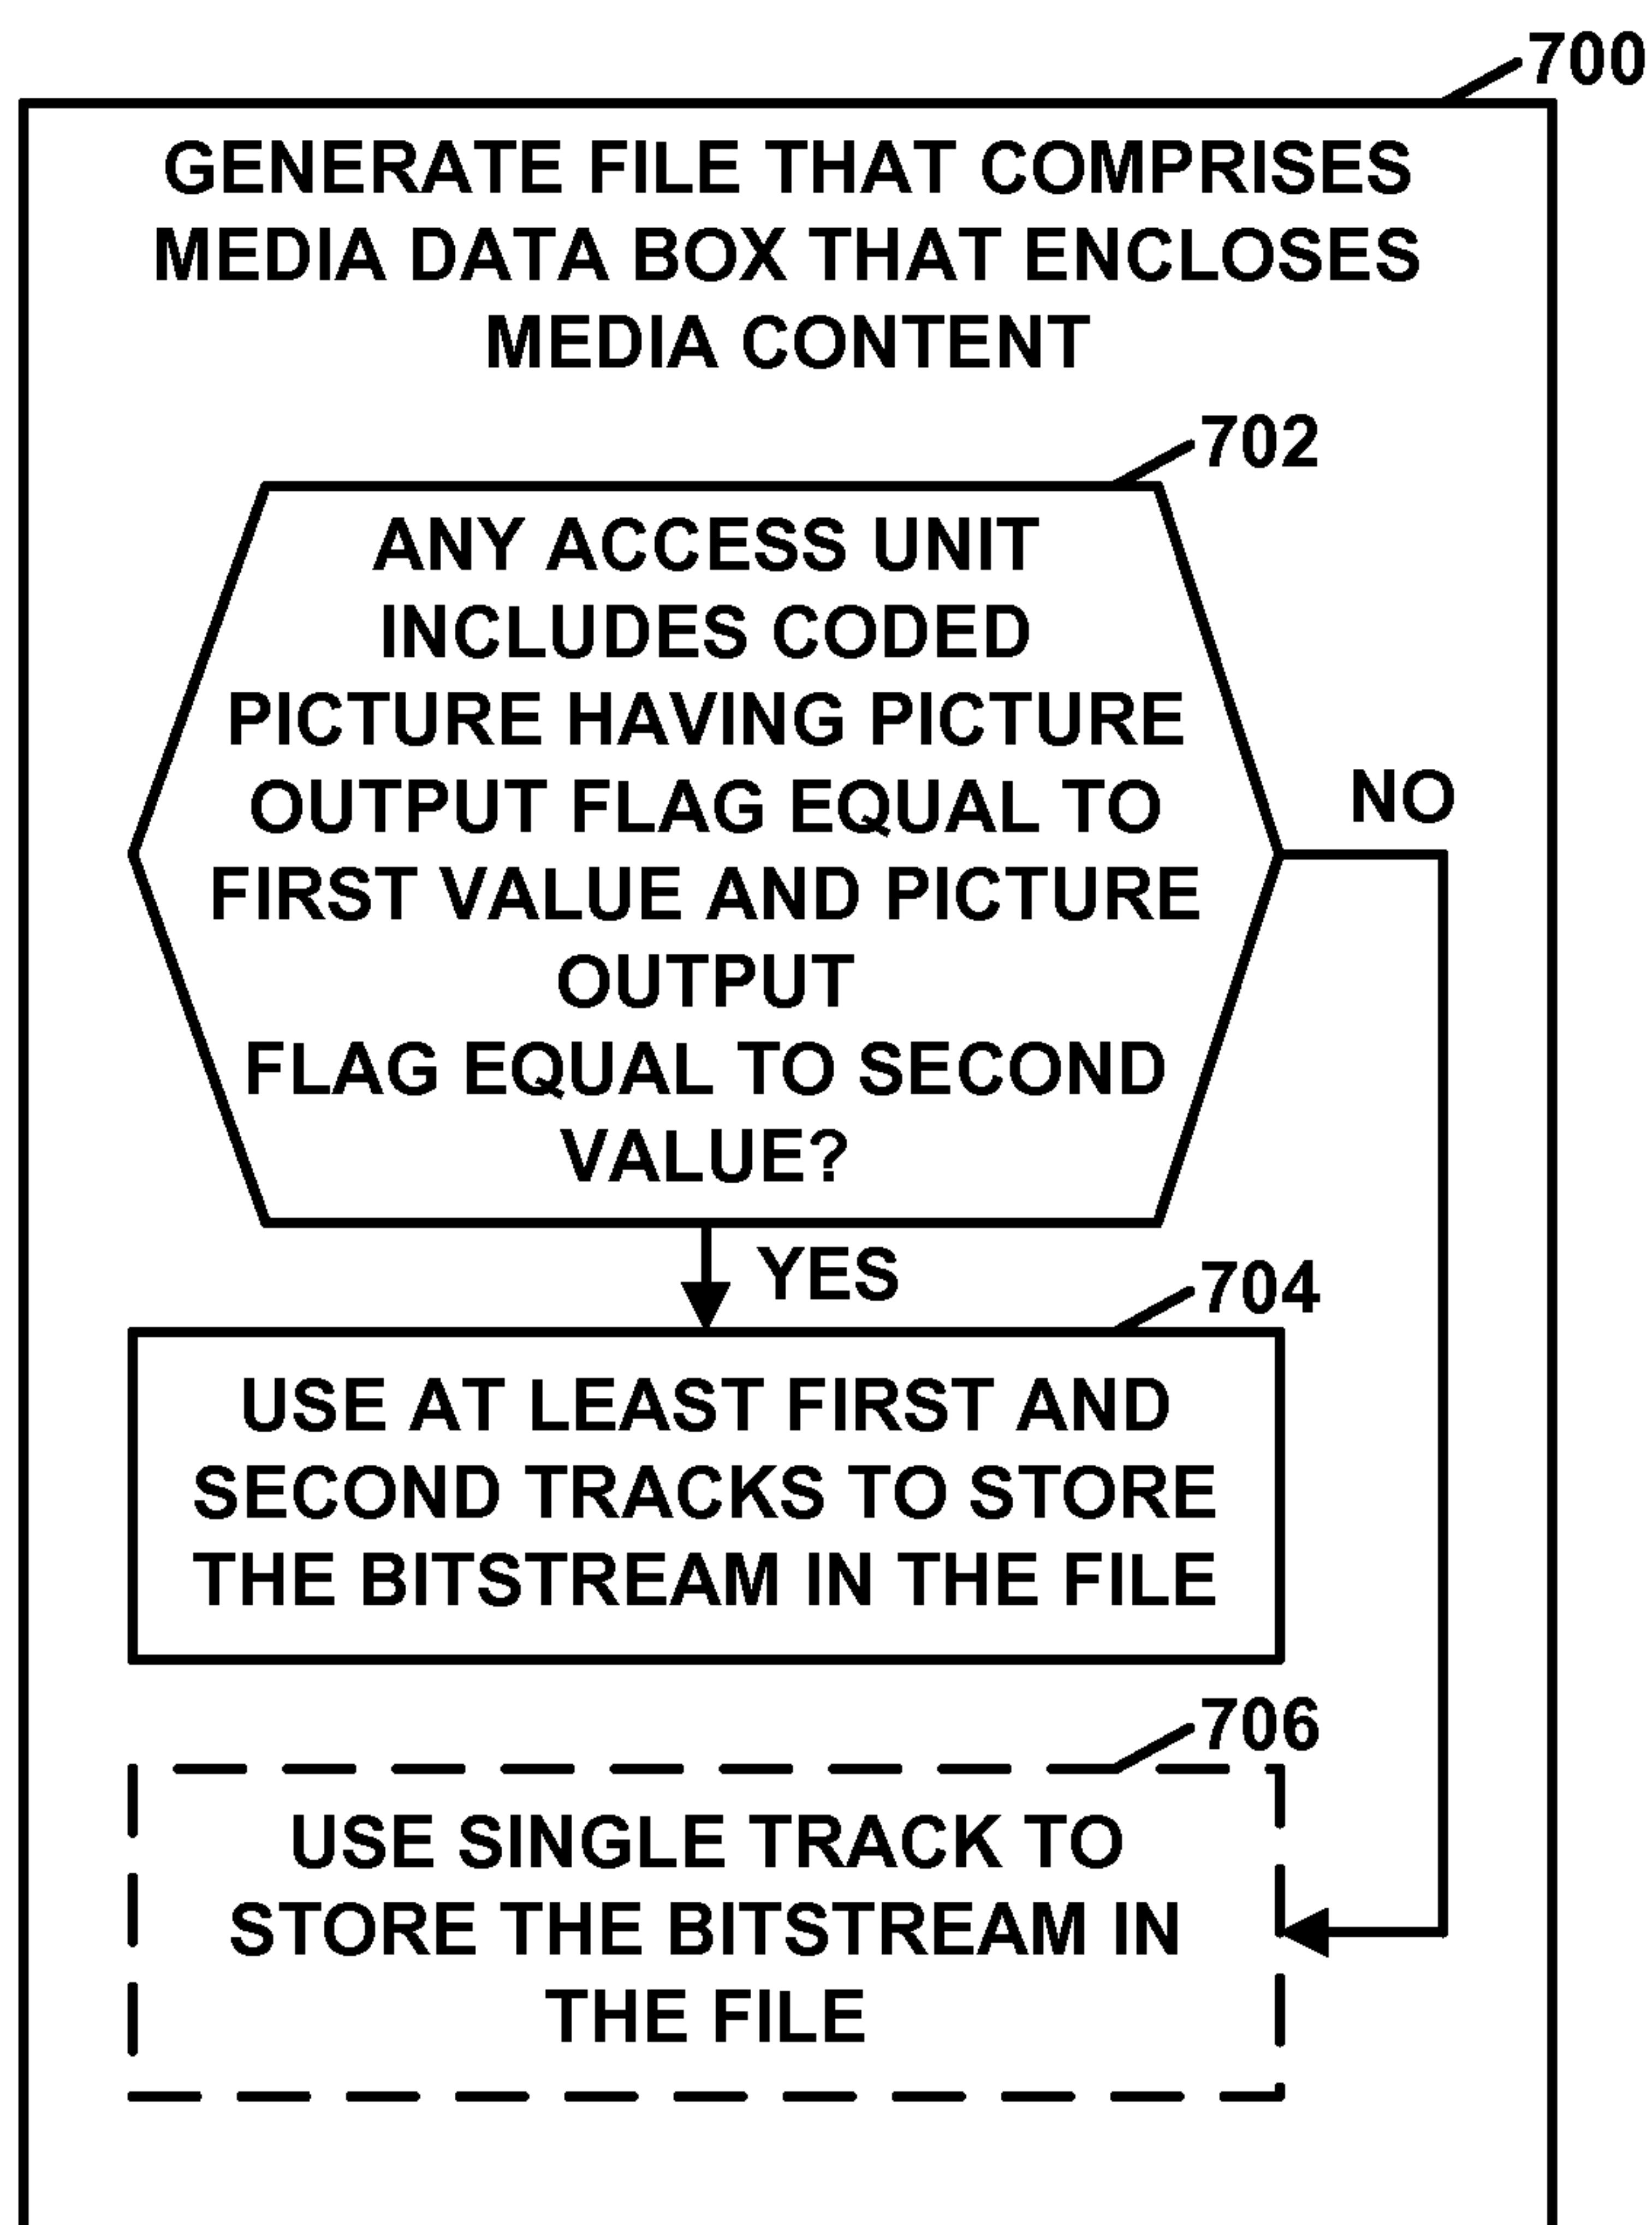 700
GENERATE FILE THAT COMPRISES
MEDIA DATA BOX THAT ENCLOSES
MEDIA CONTENT
702
ANY ACCESS UNIT
INCLUDES CODED
PICTURE HAVING PICTURE
OUTPUT FLAG EQUAL TO
FIRST VALUE AND PICTURE
OUTPUT
FLAG EQUAL TO SECOND
VALUE?
NO
YES
704
USE AT LEAST FIRST AND
SECOND TRACKS TO STORE
THE BITSTREAM IN THE FILE
706
USE SINGLE TRACK TO
STORE THE BITSTREAM IN
THE FILE